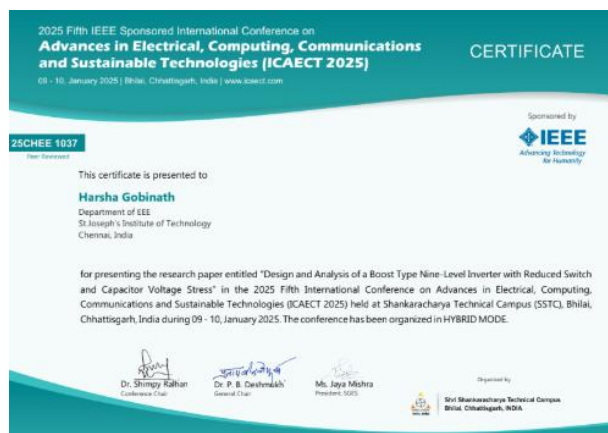 2025 Fifth IEEE Sponsored International Conference on
Advances in Electrical, Computing, Communications
and Sustainable Technologies (ICAECT 2025)
09 - 10, January 2025 | Bhilai, Chhattisgarh, India | www.icaect.com
CERTIFICATE
Sponsored by
IEEE
Advancing Technology
for Humanity
25CHEE 1037
Peer Reviewed
This certificate is presented to
Harsha Gobinath
Department of EEE
St.Joseph's Institute of Technology
Chennai, India
for presenting the research paper entitled "Design and Analysis of a Boost Type Nine-Level Inverter with Reduced Switch
and Capacitor Voltage Stress" in the 2025 Fifth International Conference on Advances in Electrical, Computing,
Communications and Sustainable Technologies (ICAECT 2025) held at Shankaracharya Technical Campus (SSTC), Bhilai,
Chhattisgarh, India during 09 - 10, January 2025. The conference has been organized in HYBRID MODE.
Dr. Shimpy Ralhan
Conference Chair
Dr. P. B. Deshmukh
General Chair
Ms. Jaya Mishra
President, SGES
Organised by
Shri Shankaracharya Technical Campus
Bhilai, Chhattisgarh, INDIA